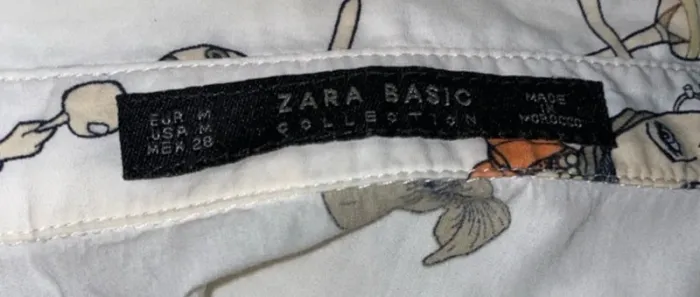 EUR M
USA M
MEX 28
ZARA BASIC
COLLECTION
MADE
IN
MOROCCO